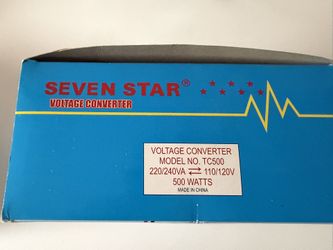 SEVEN STAR®
VOLTAGE CONVERTER
VOLTAGE CONVERTER
MODEL NO. TC500
220/240VA ⇄ 110/120V
500 WATTS
MADE IN CHINA